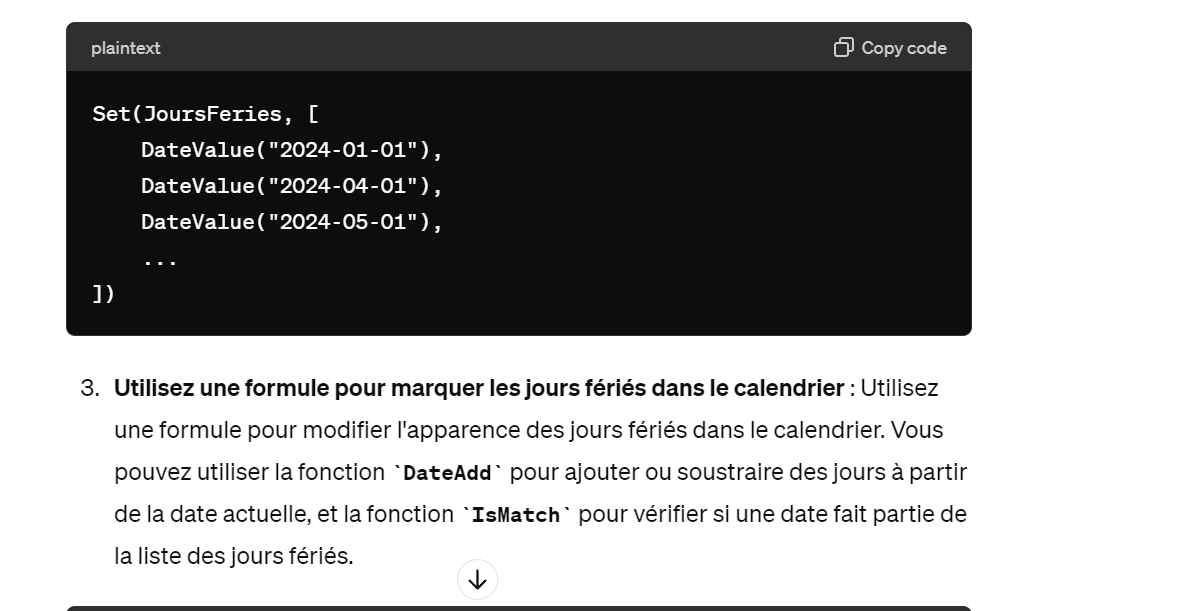 plaintext
Copy code
Set(JoursFeries, [
    DateValue("2024-01-01"),
    DateValue("2024-04-01"),
    DateValue("2024-05-01"),
    ...
])
3. Utilisez une formule pour marquer les jours fériés dans le calendrier : Utilisez
une formule pour modifier l'apparence des jours fériés dans le calendrier. Vous
pouvez utiliser la fonction `DateAdd` pour ajouter ou soustraire des jours à partir
de la date actuelle, et la fonction `IsMatch` pour vérifier si une date fait partie de
la liste des jours fériés.